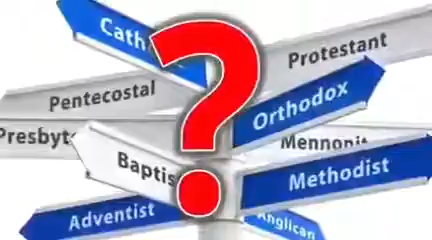 Cath
Protestant
Pentecostal
Orthodox
Presbyt
Mennonit
Baptis
Methodist
Adventist
Anglican